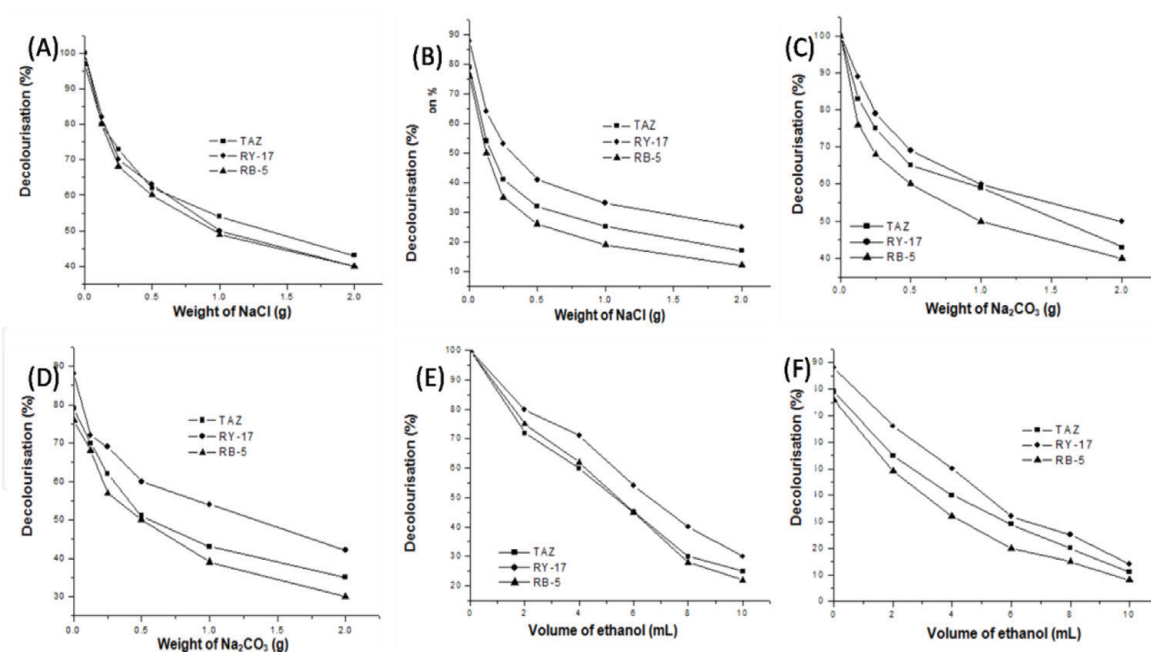 (A)
Decolourisation (%)
100
90
80
70
60
50
40
TAZ
RY-17
RB-5
0.0 0.5 1.0 1.5 2.0
Weight of NaCl (g)
(B)
Decolourisation (%)
on %
90
80
70
60
50
40
30
20
10
TAZ
RY-17
RB-5
0.0 0.5 1.0 1.5 2.0
Weight of NaCl (g)
(C)
Decolourisation (%)
100
90
80
70
60
50
40
TAZ
RY-17
RB-5
0.0 0.5 1.0 1.5 2.0
Weight of Na₂CO₃ (g)
(D)
Decolourisation (%)
90
80
70
60
50
40
30
TAZ
RY-17
RB-5
0.0 0.5 1.0 1.5 2.0
Weight of Na₂CO₃ (g)
(E)
Decolourisation (%)
100
90
80
70
60
50
40
30
20
TAZ
RY-17
RB-5
2 4 6 8 10
Volume of ethanol (mL)
(F)
Decolourisation (%)
90
20
10
0
TAZ
RY-17
RB-5
0 2 4 6 8 10
Volume of ethanol (mL)